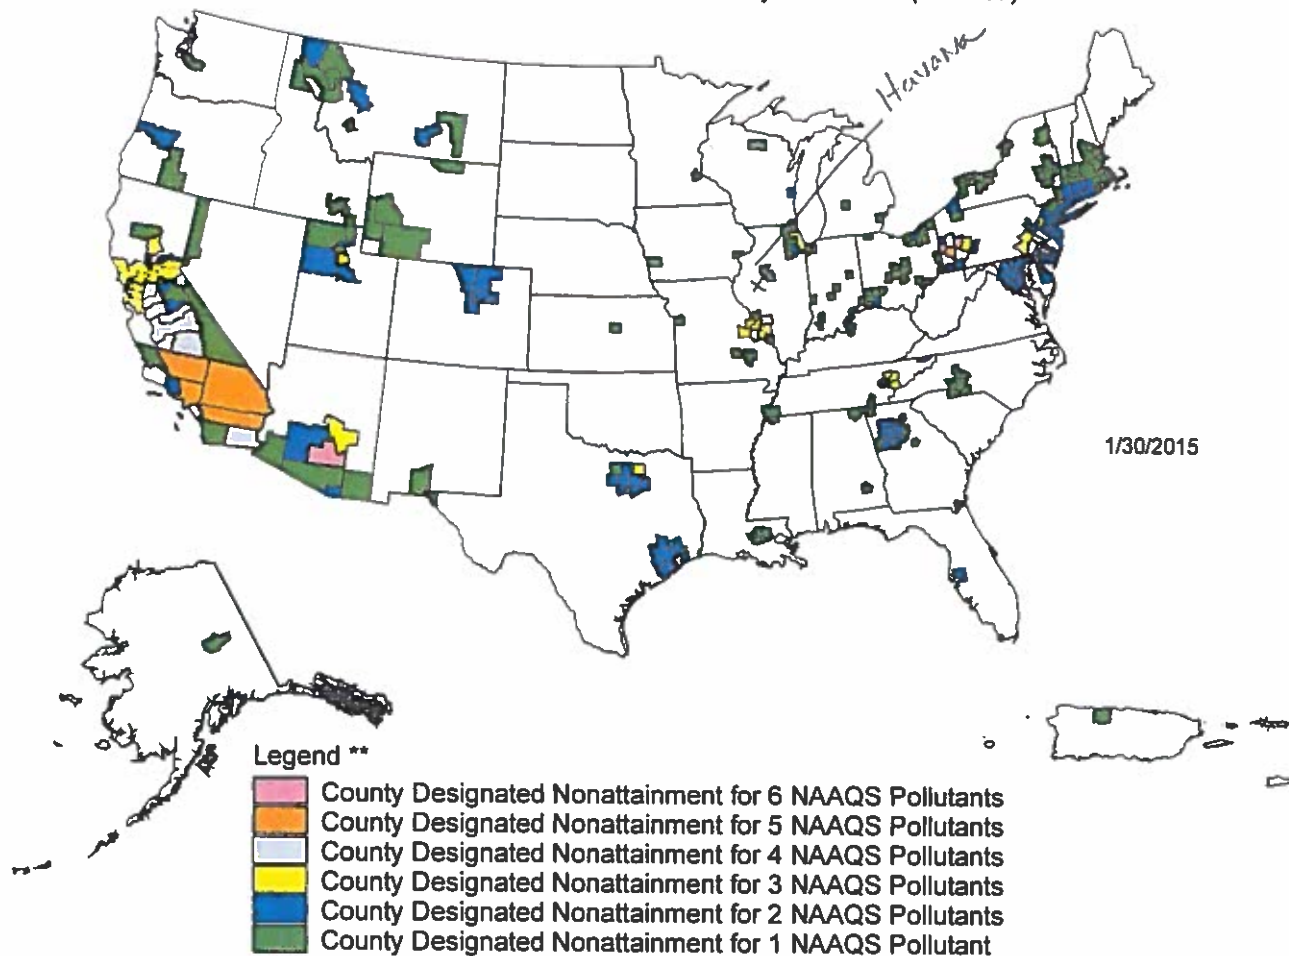 Havana
1/30/2015
Legend **
County Designated Nonattainment for 6 NAAQS Pollutants
County Designated Nonattainment for 5 NAAQS Pollutants
County Designated Nonattainment for 4 NAAQS Pollutants
County Designated Nonattainment for 3 NAAQS Pollutants
County Designated Nonattainment for 2 NAAQS Pollutants
County Designated Nonattainment for 1 NAAQS Pollutant